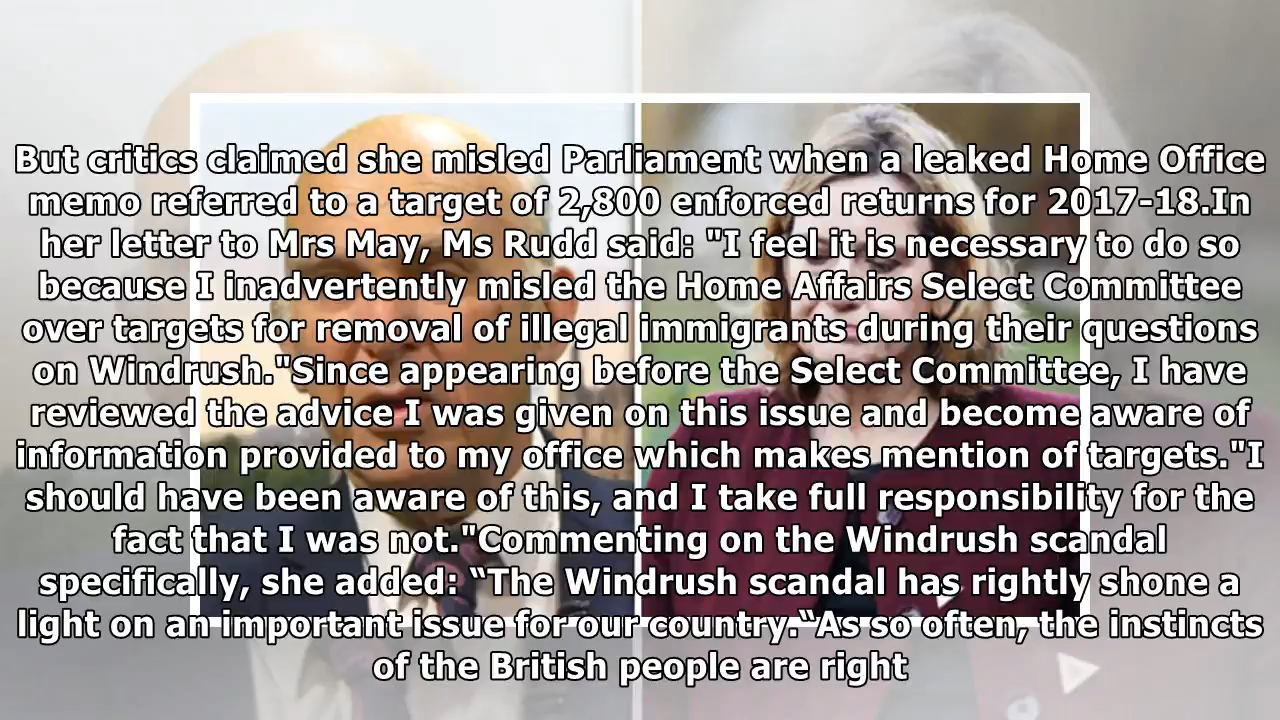 But critics claimed she misled Parliament when a leaked Home Office
memo referred to a target of 2,800 enforced returns for 2017-18.In
her letter to Mrs May, Ms Rudd said: "I feel it is necessary to do so
because I inadvertently misled the Home Affairs Select Committee
over targets for removal of illegal immigrants during their questions
on Windrush."Since appearing before the Select Committee, I have
reviewed the advice I was given on this issue and become aware of
information provided to my office which makes mention of targets."I
should have been aware of this, and I take full responsibility for the
fact that I was not."Commenting on the Windrush scandal
specifically, she added: “The Windrush scandal has rightly shone a
light on an important issue for our country.“As so often, the instincts
of the British people are right